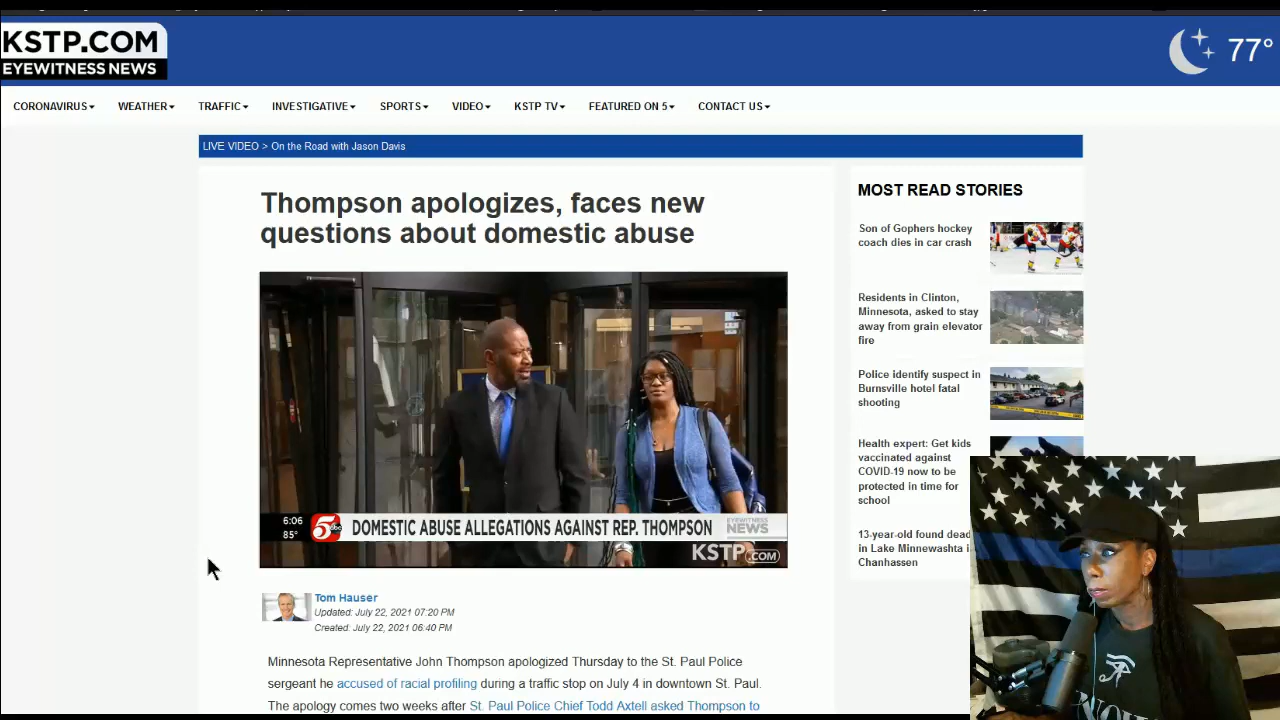 KSTP.COM
EYEWITNESS NEWS
77°
CORONAVIRUS WEATHER TRAFFIC INVESTIGATIVE SPORTS VIDEO KSTP TV FEATURED ON 5 CONTACT US
LIVE VIDEO > On the Road with Jason Davis
Thompson apologizes, faces new
questions about domestic abuse
6:06
85°
5
abc
DOMESTIC ABUSE ALLEGATIONS AGAINST REP. THOMPSON
EYEWITNESS
NEWS
KSTP.COM
Tom Hauser
Updated: July 22, 2021 07:20 PM
Created: July 22, 2021 06:40 PM
Minnesota Representative John Thompson apologized Thursday to the St. Paul Police
sergeant he accused of racial profiling during a traffic stop on July 4 in downtown St. Paul.
The apology comes two weeks after St. Paul Police Chief Todd Axtell asked Thompson to
MOST READ STORIES
Son of Gophers hockey
coach dies in car crash
Residents in Clinton,
Minnesota, asked to stay
away from grain elevator
fire
Police identify suspect in
Burnsville hotel fatal
shooting
Health expert: Get kids
vaccinated against
COVID-19 now to be
protected in time for
school
13-year-old found dead
in Lake Minnewashta i
Chanhassen